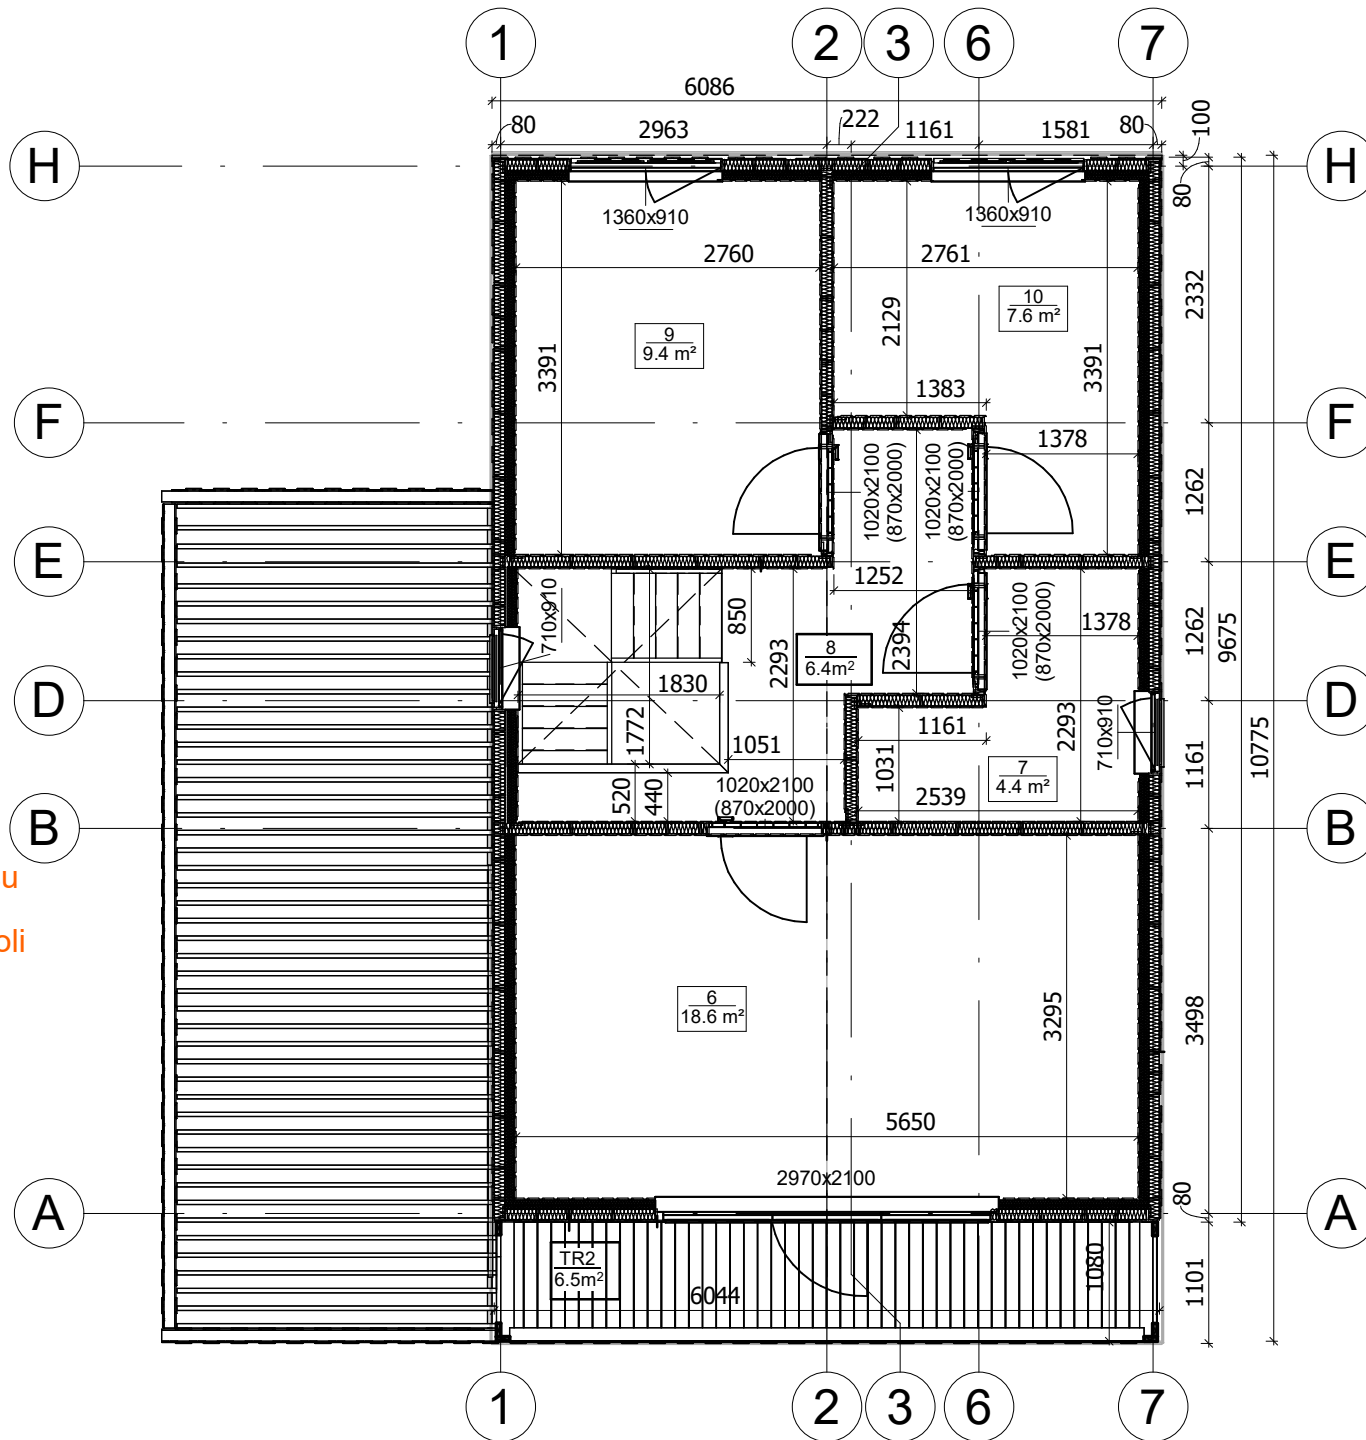 1
2
3
6
7
6086
80
2963
222
1161
1581
80
100
H
H
80
1360x910
1360x910
2760
2761
2332
10
7.6 m²
2129
9
9.4 m²
3391
3391
1383
F
F
1378
1020x2100
(870x2000)
1020x2100
(870x2000)
1262
E
E
1252
710x910
850
1020x2100
(870x2000)
1378
1262
9675
8
6.4m²
2394
2293
1830
D
D
1772
1051
1161
2293
710x910
1161
10775
1031
7
4.4 m²
520
440
1020x2100
(870x2000)
2539
B
B
u
oli
6
18.6 m²
3295
3498
5650
2970x2100
80
A
A
TR2
6.5m²
1080
1101
6044
1
2
3
6
7